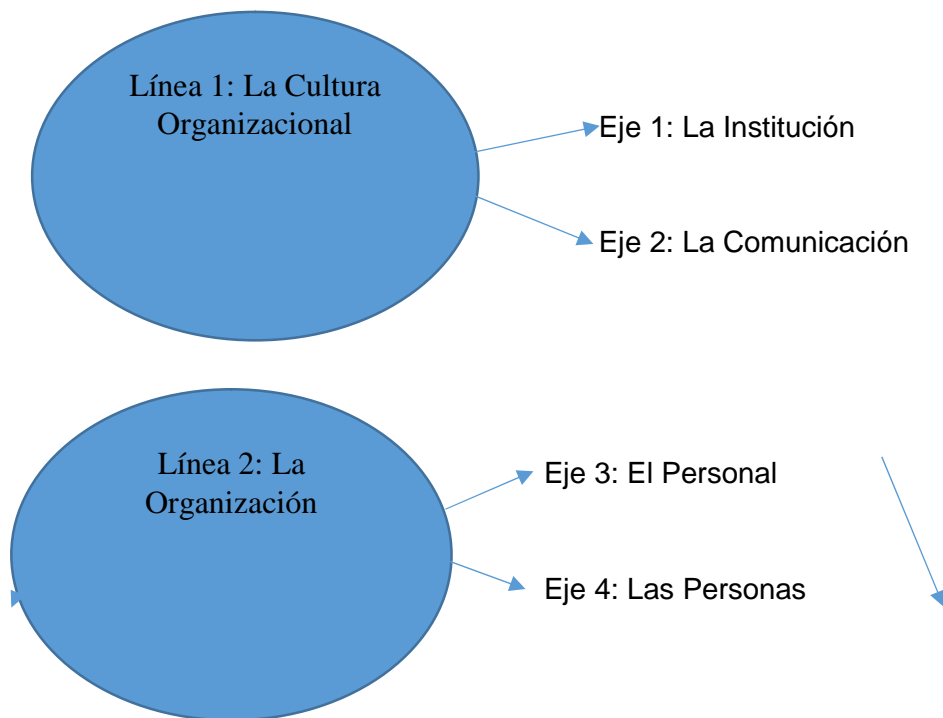 Línea 1: La Cultura
Organizacional
Eje 1: La Institución
Eje 2: La Comunicación
Línea 2: La
Organización
Eje 3: El Personal
Eje 4: Las Personas